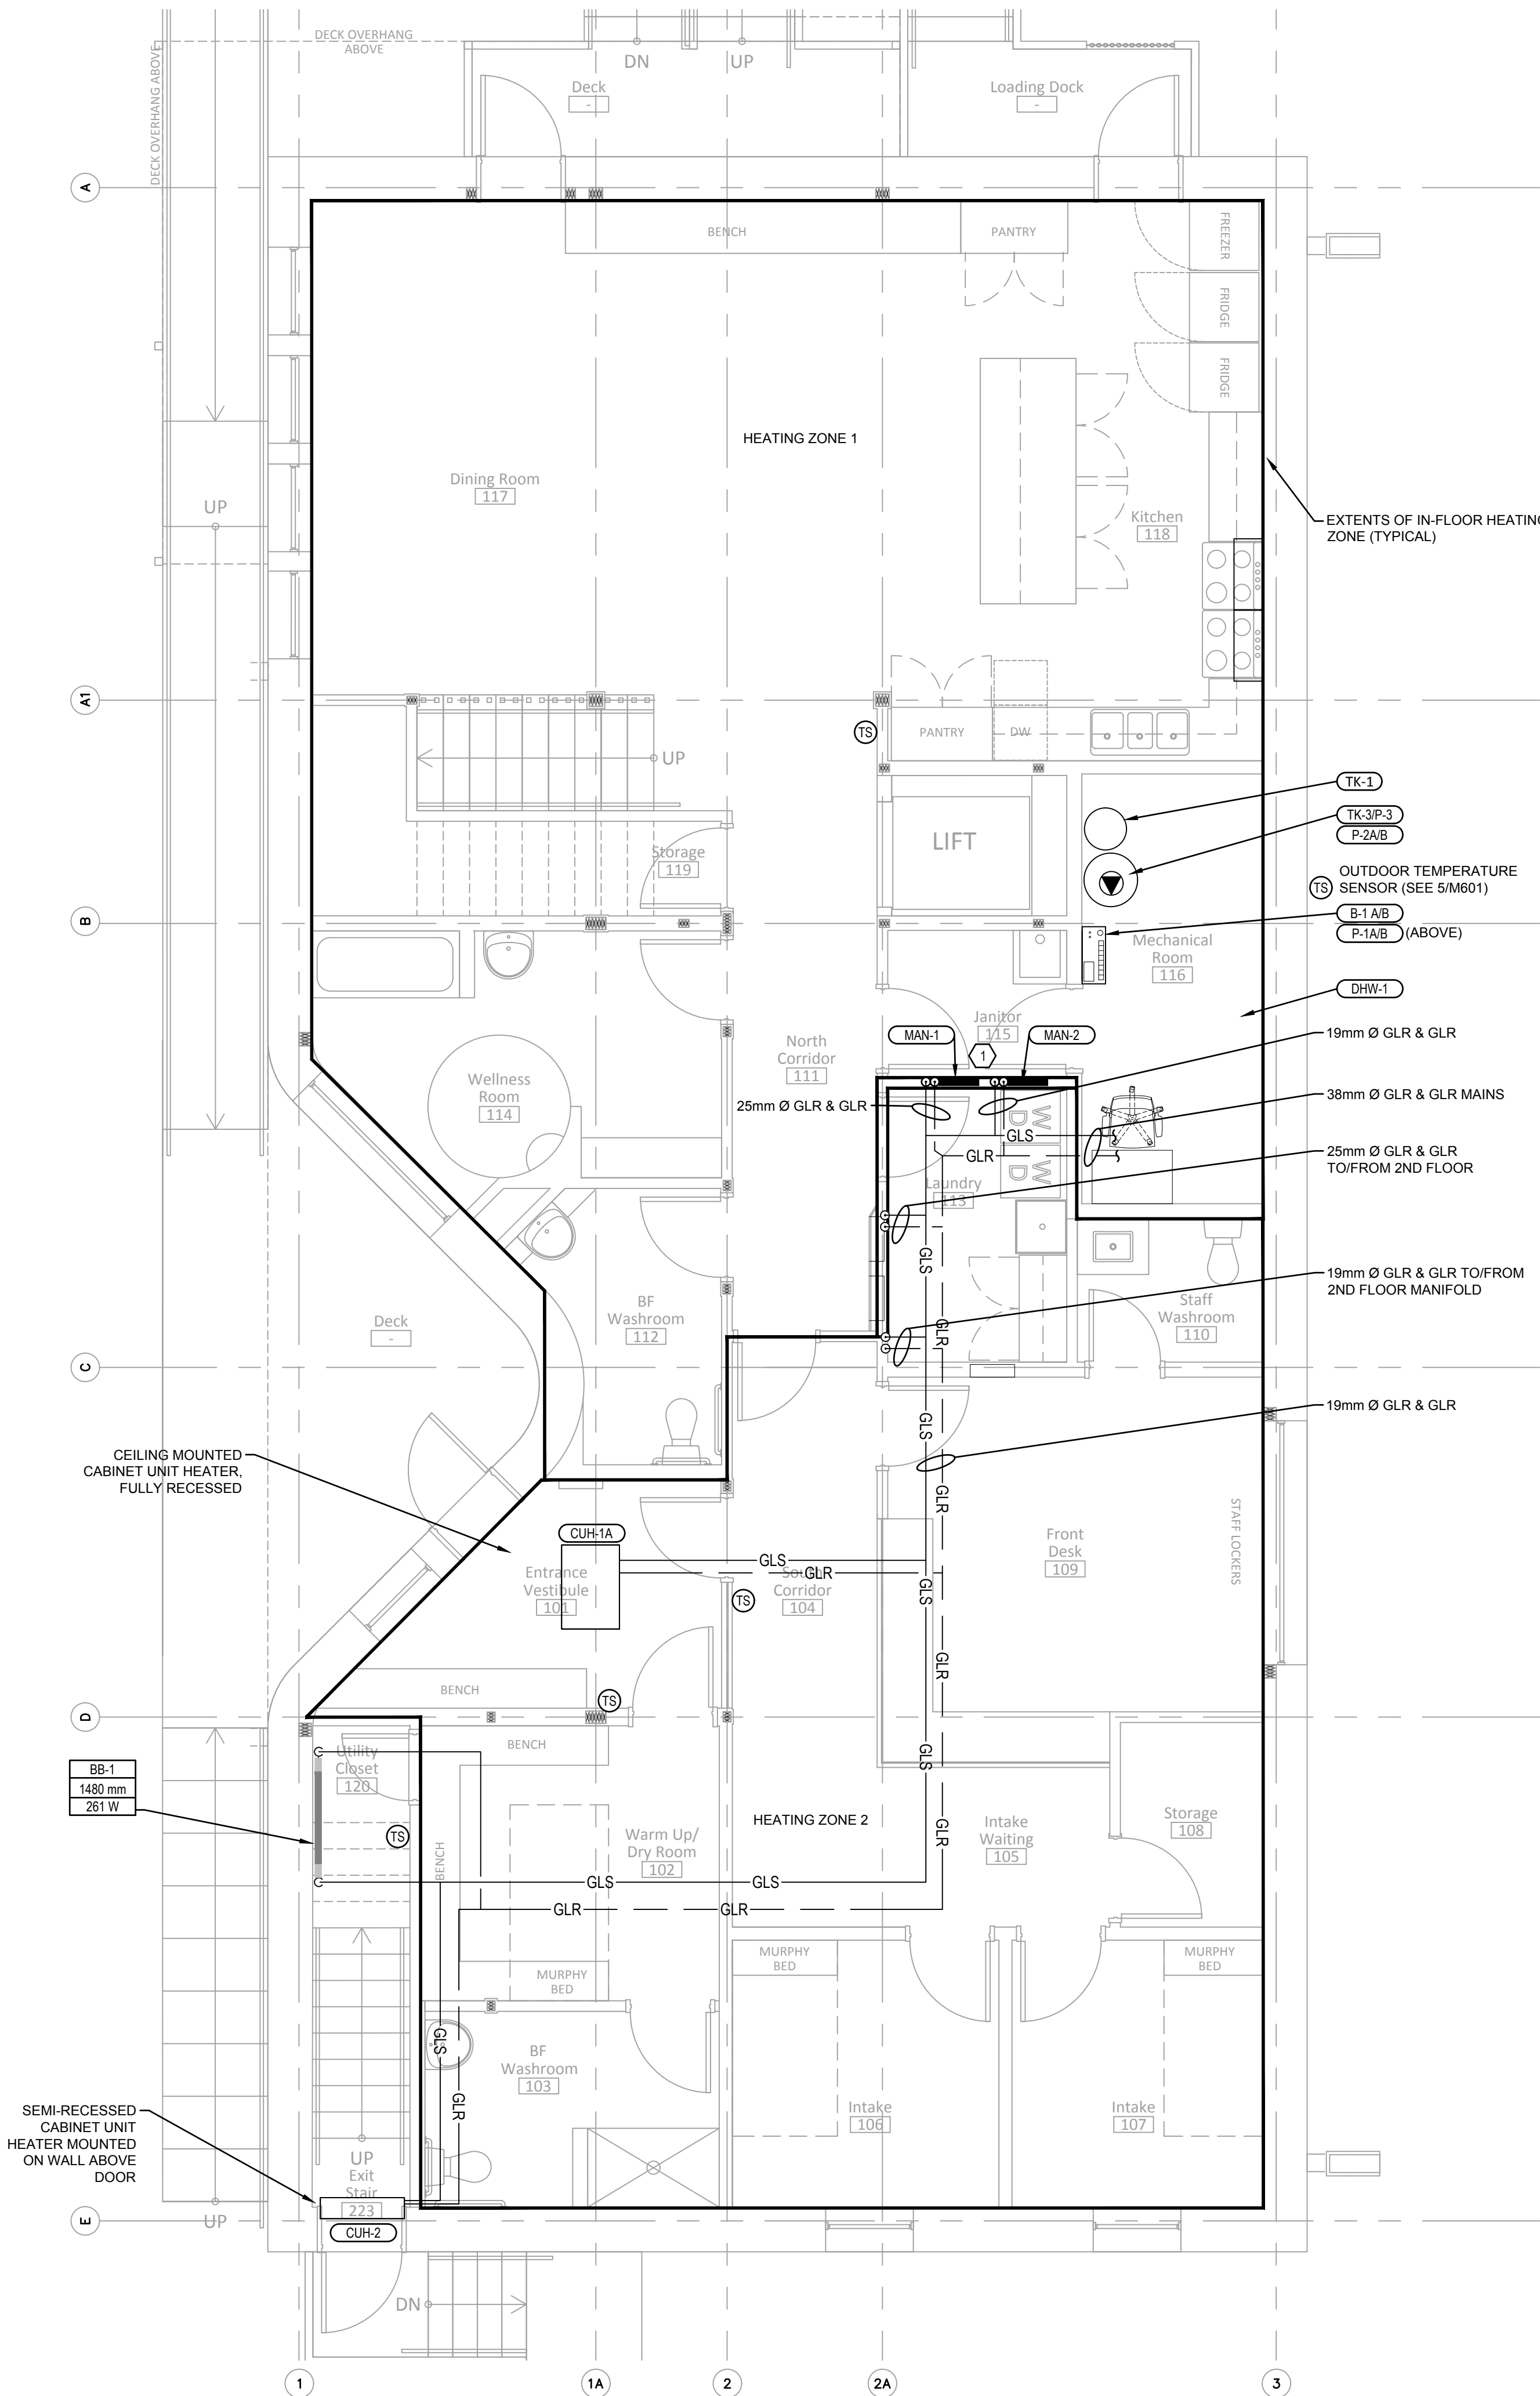 DECK OVERHANG
ABOVE
DECK OVERHANG ABOVE
DN
UP
Deck
-
Loading Dock
-
A
BENCH
PANTRY
FREEZER
FRIDGE
FRIDGE
HEATING ZONE 1
Dining Room
117
UP
Kitchen
118
EXTENTS OF IN-FLOOR HEATING
ZONE (TYPICAL)
A1
TS
PANTRY
DW
UP
TK-1
TK-3/P-3
P-2A/B
LIFT
Storage
119
OUTDOOR TEMPERATURE
TS
SENSOR (SEE 5/M601)
B
B-1 A/B
P-1A/B
(ABOVE)
Mechanical
Room
116
DHW-1
Janitor
115
MAN-1
1
MAN-2
19mm Ø GLR & GLR
North
Corridor
111
Wellness
Room
114
25mm Ø GLR & GLR
W
D
W
D
38mm Ø GLR & GLR MAINS
GLS
GLR
25mm Ø GLR & GLR
TO/FROM 2ND FLOOR
Laundry
113
GLS
19mm Ø GLR & GLR TO/FROM
2ND FLOOR MANIFOLD
Staff
Washroom
110
BF
Washroom
112
Deck
-
GLR
C
19mm Ø GLR & GLR
GLS
CEILING MOUNTED
CABINET UNIT HEATER,
FULLY RECESSED
GLR
STAFF LOCKERS
CUH-1A
Front
Desk
109
GLS
GLR
South
Corridor
104
Entrance
Vestibule
101
TS
GLS
GLR
BENCH
TS
D
BENCH
GLS
Utility
Closet
120
BB-1
1480 mm
261 W
TS
HEATING ZONE 2
GLR
Storage
108
Intake
Waiting
105
Warm Up/
Dry Room
102
BENCH
GLS
GLS
GLR
GLR
MURPHY
BED
MURPHY
BED
MURPHY
BED
GLS
BF
Washroom
103
GLR
SEMI-RECESSED
CABINET UNIT
HEATER MOUNTED
ON WALL ABOVE
DOOR
Intake
106
Intake
107
UP
Exit
Stair
223
E
UP
CUH-2
DN
1
1A
2
2A
3